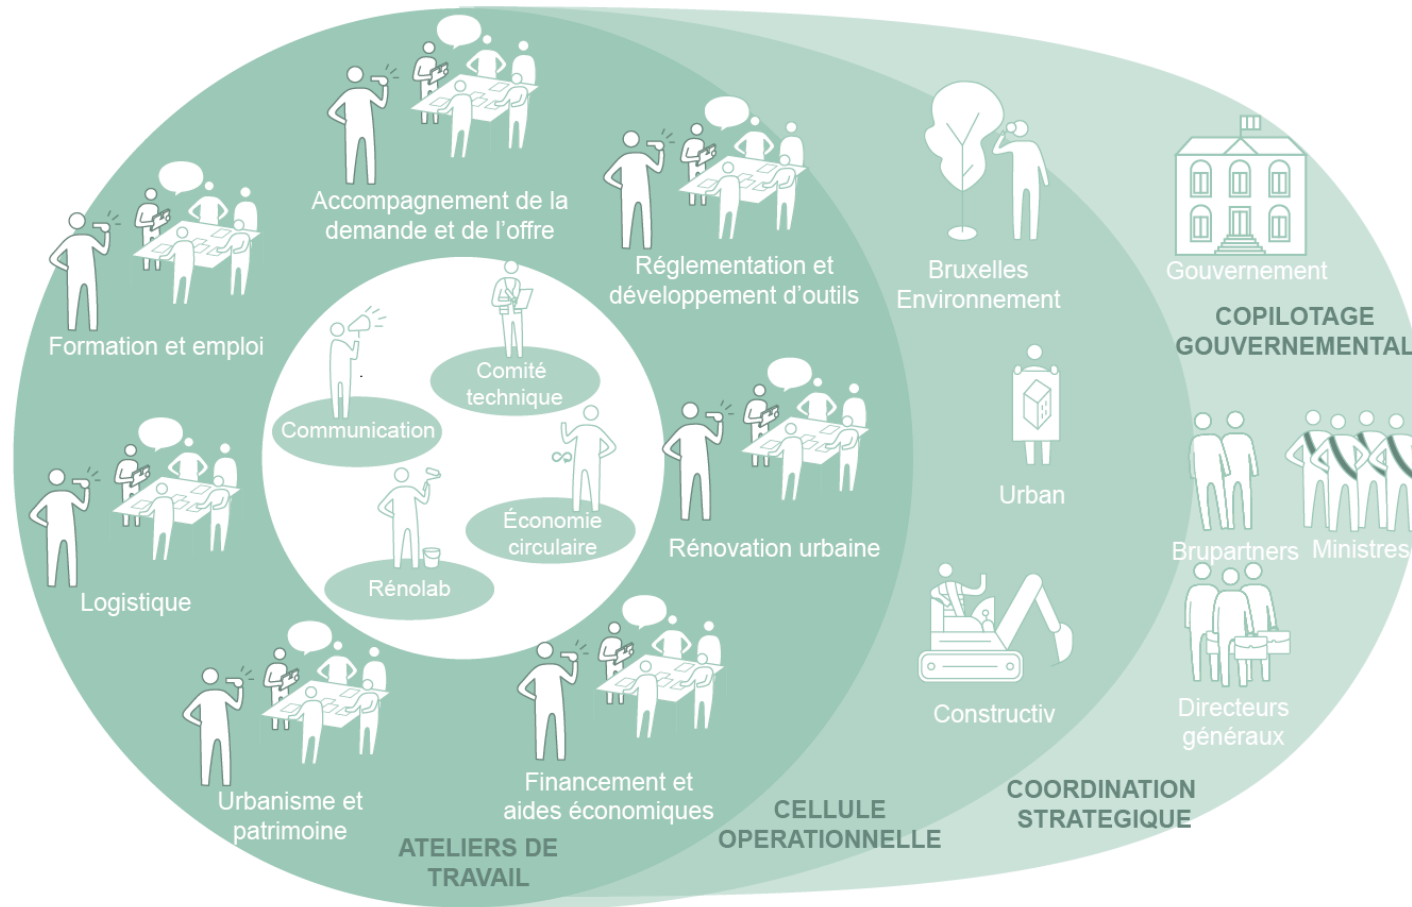 Accompagnement de la
demande et de l’offre
Réglementation et
développement d’outils
Formation et emploi
Logistique
Urbanisme et
patrimoine
Financement et
aides économiques
Rénovation urbaine
Comité
technique
Communication
Économie
circulaire
Rénolab
ATELIERS DE
TRAVAIL
Bruxelles
Environnement
Urban
Constructiv
CELLULE
OPERATIONNELLE
Gouvernement
COPILOTAGE
GOUVERNEMENTAL
Brupartners
Ministres
Directeurs
généraux
COORDINATION
STRATEGIQUE